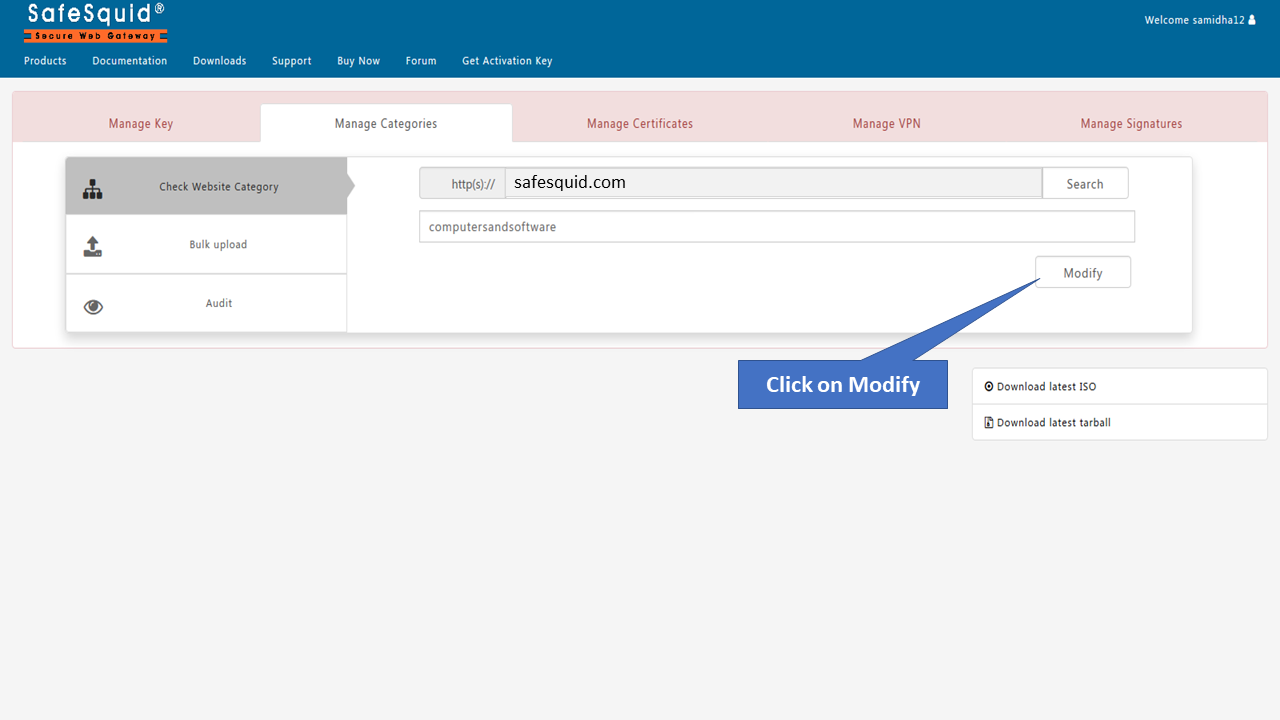 SafeSquid®
Secure Web Gateway
Welcome samidha12
Products Documentation Downloads Support Buy Now Forum Get Activation Key
Manage Key Manage Categories Manage Certificates Manage VPN Manage Signatures
Check Website Category
Bulk upload
Audit
http(s):// safesquid.com Search
computersandsoftware
Modify
Click on Modify
Download latest ISO
Download latest tarball